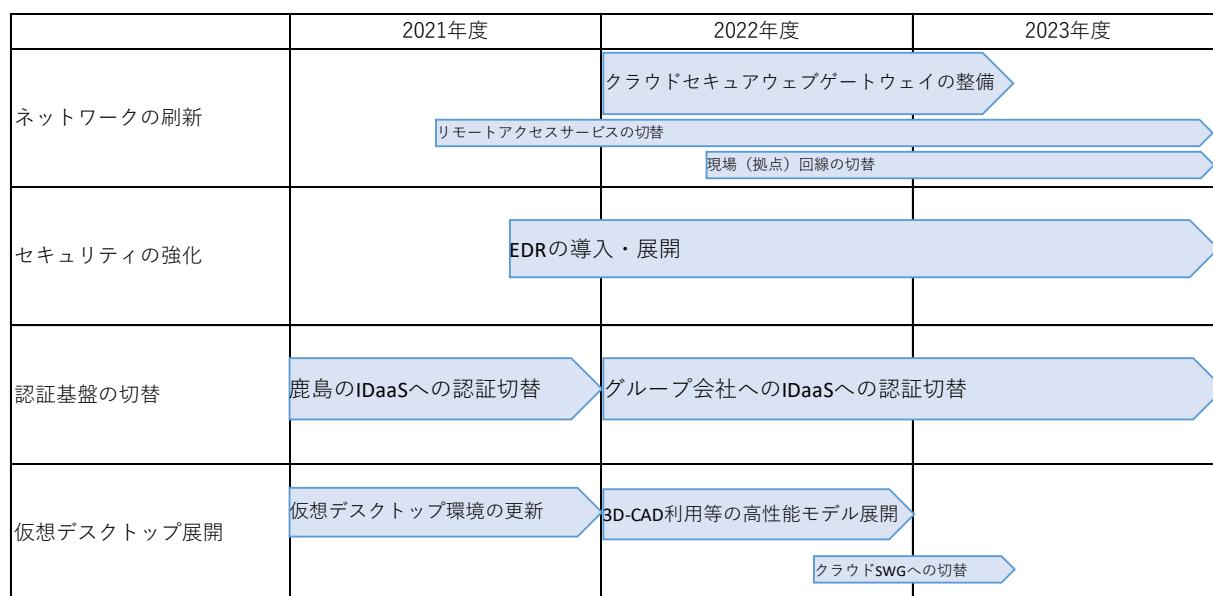 2021年度
2022年度
2023年度
ネットワークの刷新
クラウドセキュアウェブゲートウェイの整備
リモートアクセスサービスの切替
現場（拠点）回線の切替
セキュリティの強化
EDRの導入・展開
認証基盤の切替
鹿島のIDaaSへの認証切替
グループ会社へのIDaaSへの認証切替
仮想デスクトップ展開
仮想デスクトップ環境の更新
3D-CAD利用等の高性能モデル展開
クラウドSWGへの切替